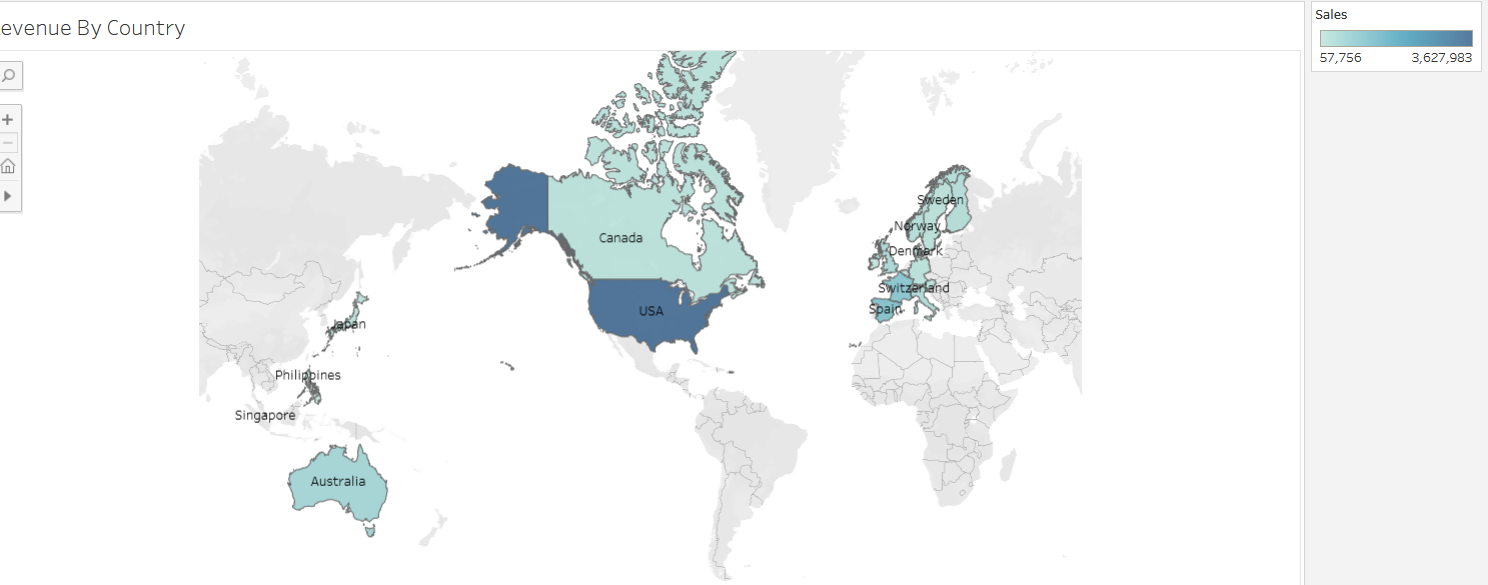 evenue By Country
Sales
57,756 3,627,983
Sweden
Norway
Canada
Denmark
Switzerland
Spain
USA
Japan
Philippines
Singapore
Australia